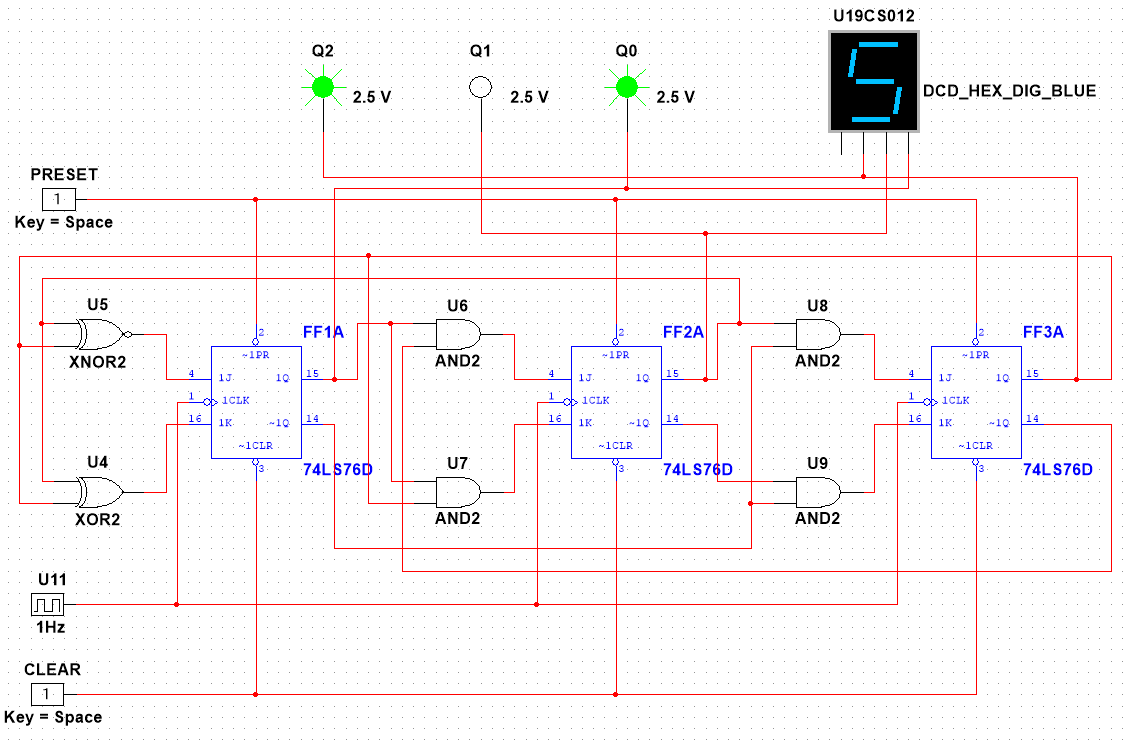 U19CS012
Q2 Q1 Q0
2.5 V 2.5 V 2.5 V
DCD_HEX_DIG_BLUE
PRESET
1
Key = Space
U5 U6 U8
XNOR2 AND2 AND2
FF1A FF2A FF3A
2 2 2
~1PR ~1PR ~1PR
4 1J 1Q 15 4 1J 1Q 15 4 1J 1Q 15
1 1CLK 1 1CLK 1 1CLK
16 1K ~1Q 14 16 1K ~1Q 14 16 1K ~1Q 14
~1CLR ~1CLR ~1CLR
3 3 3
74LS76D 74LS76D 74LS76D
U4 U7 U9
XOR2 AND2 AND2
U11
1Hz
CLEAR
1
Key = Space